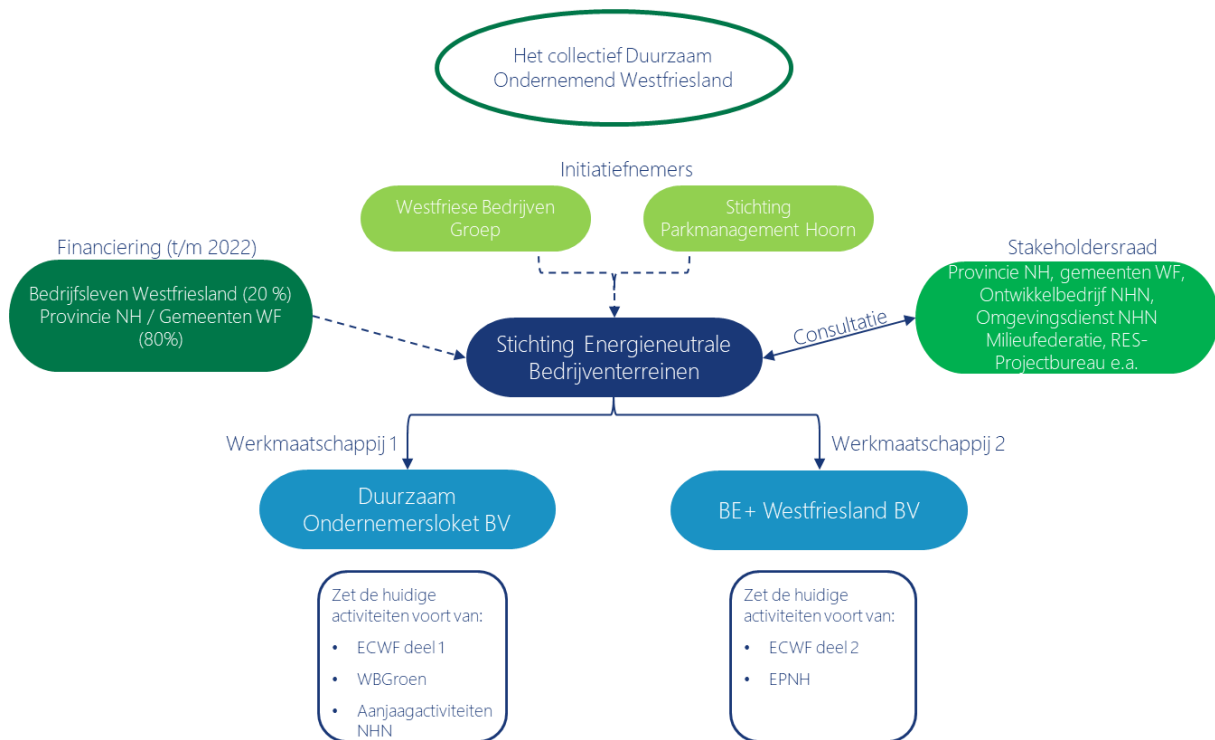 Het collectief Duurzaam
Ondernemend Westfriesland
Initiatiefnemers
Westfriese Bedrijven
Groep
Stichting
Parkmanagement Hoorn
Financiering (t/m 2022)
Bedrijfsleven Westfriesland (20 %)
Provincie NH / Gemeenten WF
(80%)
Stakeholdersraad
Provincie NH, gemeenten WF,
Ontwikkelbedrijf NHN,
Omgevingsdienst NHN
Milieufederatie, RES-
Projectbureau e.a.
Consultatie
Stichting Energieneutrale
Bedrijventerreinen
Werkmaatschappij 1
Werkmaatschappij 2
Duurzaam
Ondernemersloket BV
BE+ Westfriesland BV
Zet de huidige
activiteiten voort van:
• ECWF deel 1
• WBGroen
• Aanjaagactiviteiten
NHN
Zet de huidige
activiteiten voort van:
• ECWF deel 2
• EPNH